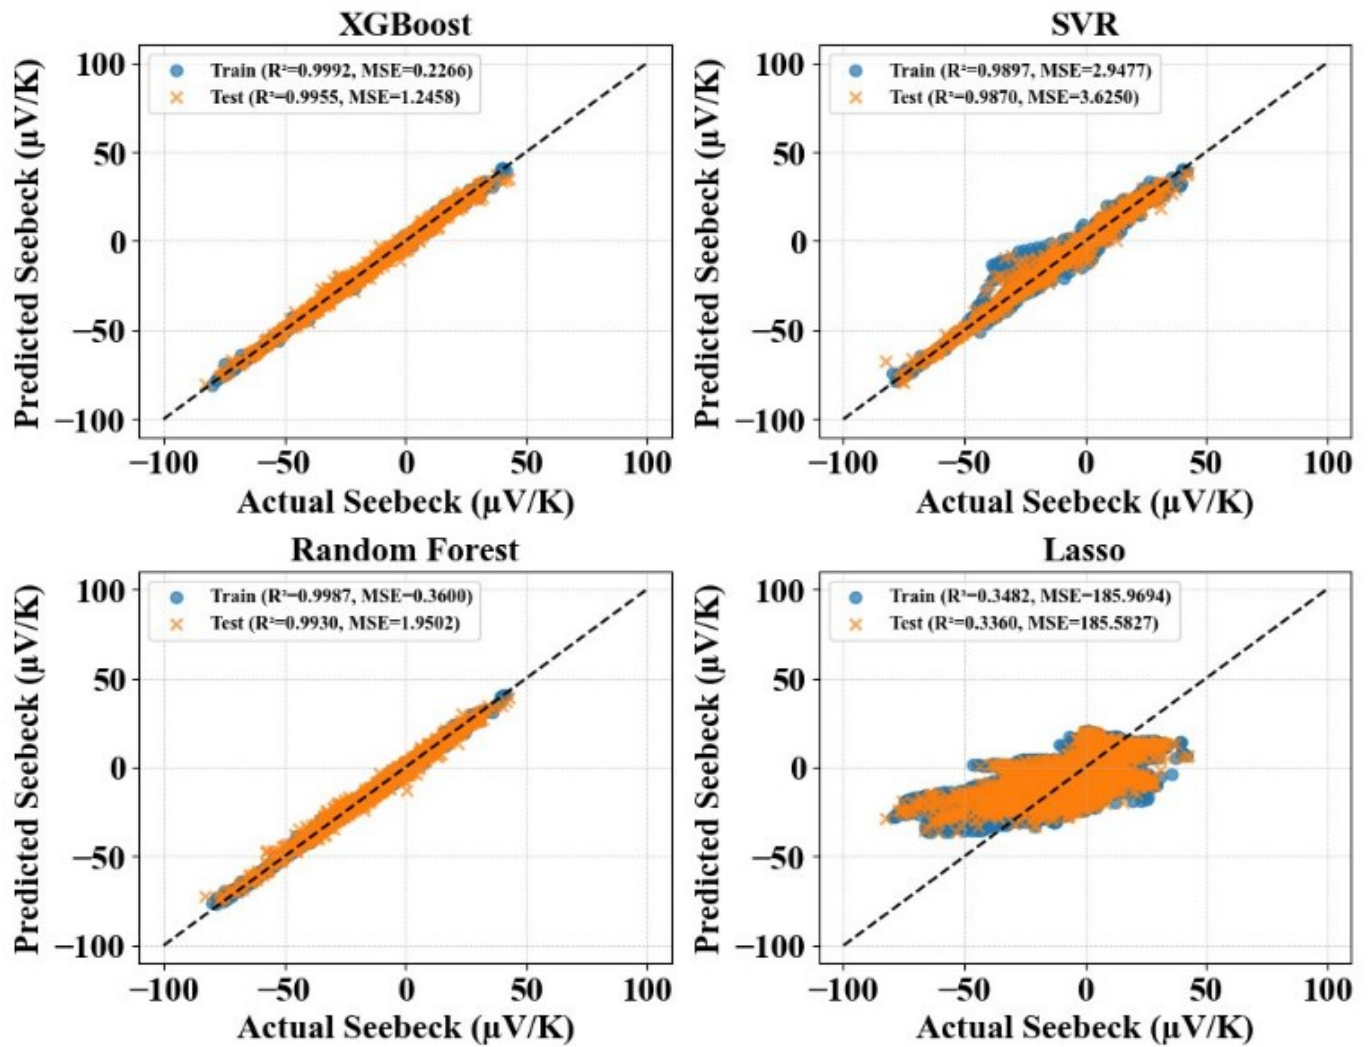 XGBoost
Train (R²=0.9992, MSE=0.2266)
Test (R²=0.9955, MSE=1.2458)
100
50
0
−50
−100
Predicted Seebeck (µV/K)
−100 −50 0 50 100
Actual Seebeck (µV/K)
SVR
Train (R²=0.9897, MSE=2.9477)
Test (R²=0.9870, MSE=3.6250)
100
50
0
−50
−100
Predicted Seebeck (µV/K)
−100 −50 0 50 100
Actual Seebeck (µV/K)
Random Forest
Train (R²=0.9987, MSE=0.3600)
Test (R²=0.9930, MSE=1.9502)
100
50
0
−50
−100
Predicted Seebeck (µV/K)
−100 −50 0 50 100
Actual Seebeck (µV/K)
Lasso
Train (R²=0.3482, MSE=185.9694)
Test (R²=0.3360, MSE=185.5827)
100
50
0
−50
−100
Predicted Seebeck (µV/K)
−100 −50 0 50 100
Actual Seebeck (µV/K)